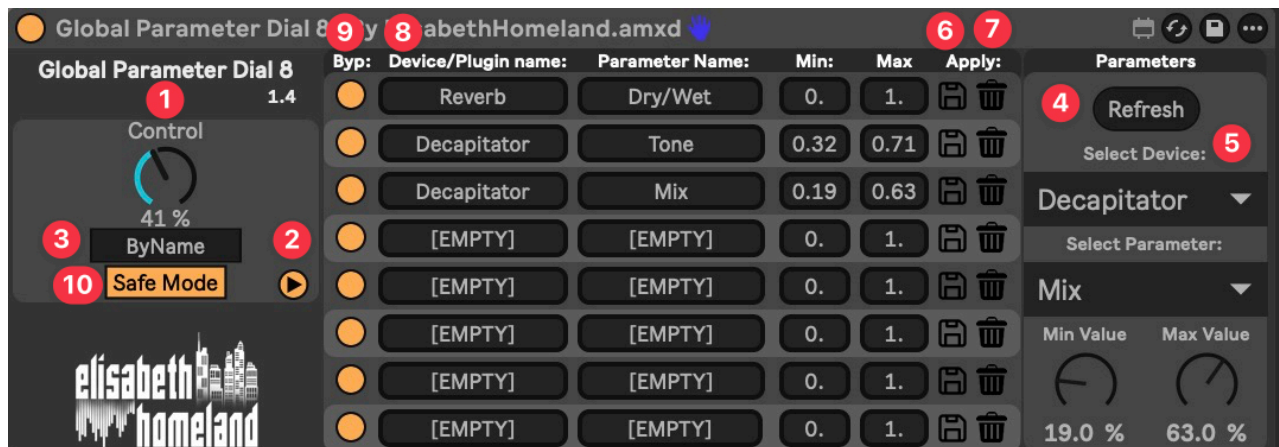 Global Parameter Dial 8 By ElisabethHomeland.amxd
9 8 6 7
Global Parameter Dial 8
1.4
1
Control
41 %
3 ByName 2
10 Safe Mode
elisabeth
homeland
Byp: Device/Plugin name: Parameter Name: Min: Max Apply:
Reverb Dry/Wet 0. 1.
Decapitator Tone 0.32 0.71
Decapitator Mix 0.19 0.63
[EMPTY] [EMPTY] 0. 1.
[EMPTY] [EMPTY] 0. 1.
[EMPTY] [EMPTY] 0. 1.
[EMPTY] [EMPTY] 0. 1.
[EMPTY] [EMPTY] 0. 1.
Parameters
4 Refresh
Select Device: 5
Decapitator
Select Parameter:
Mix
Min Value Max Value
19.0 % 63.0 %